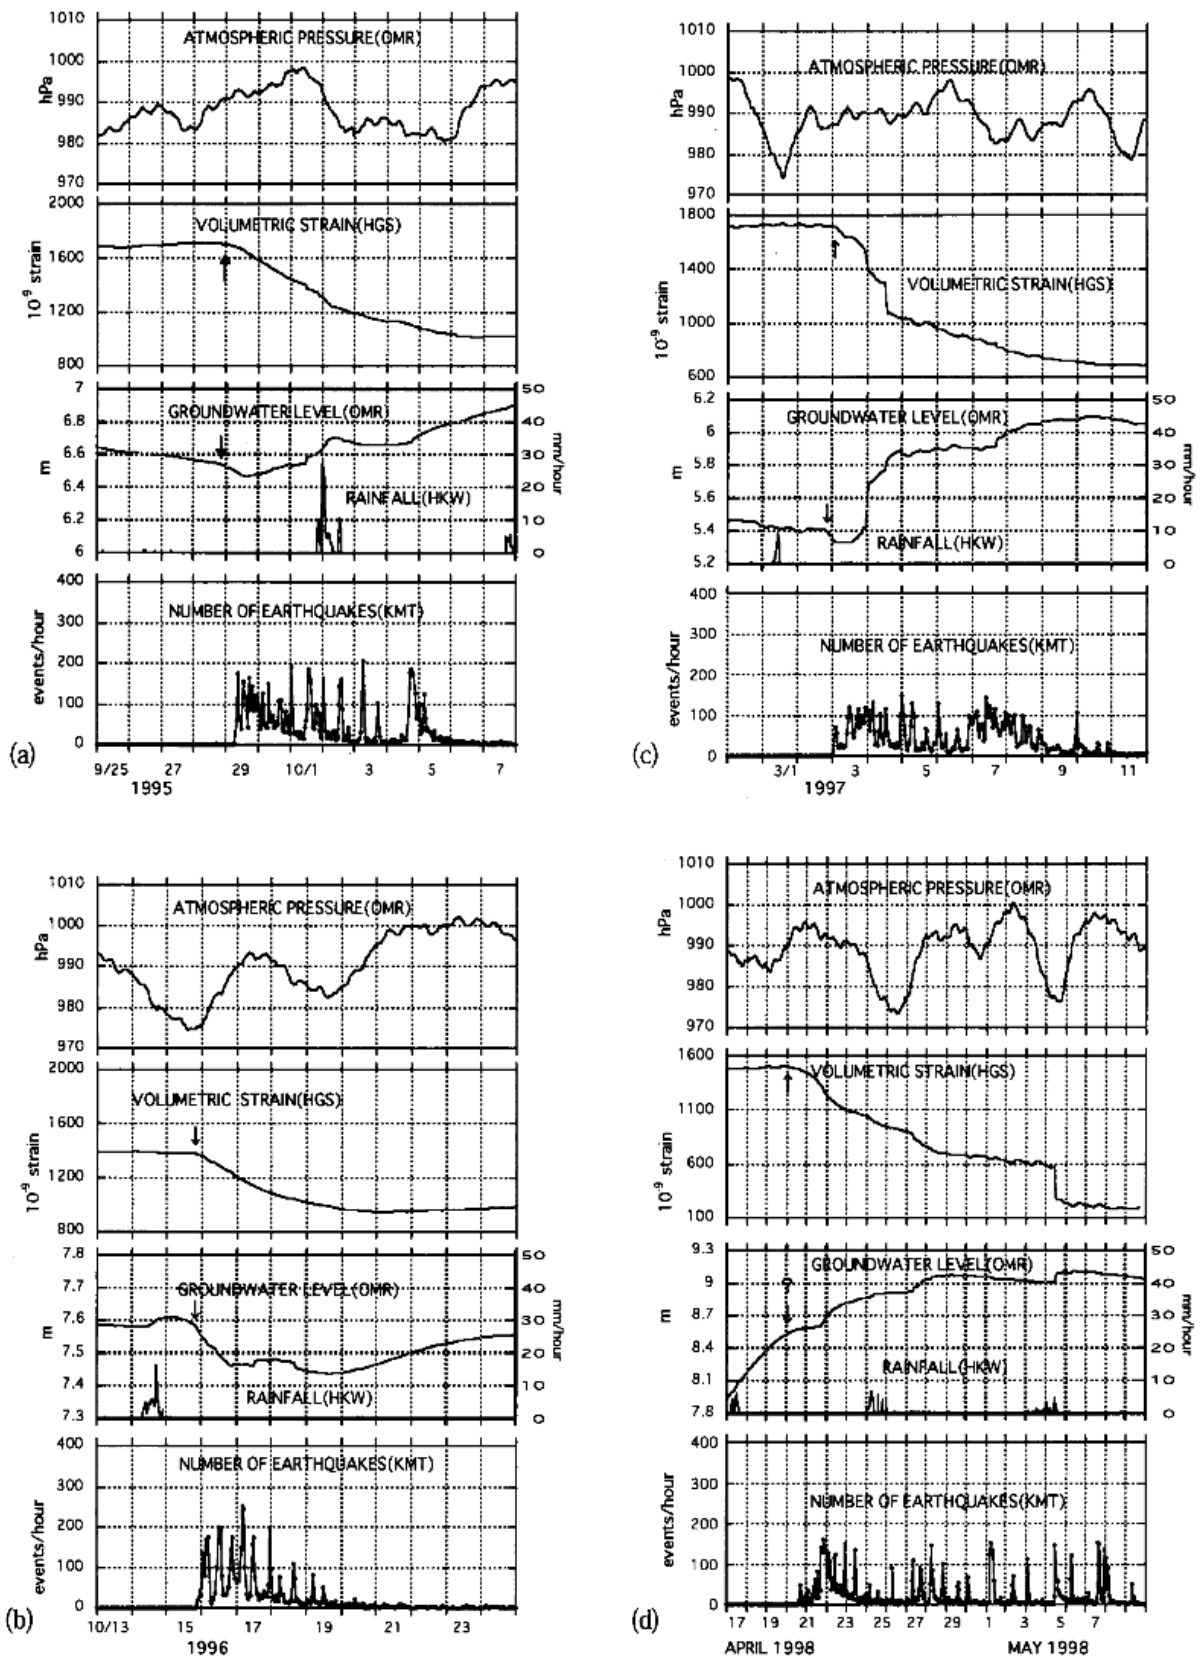 1010
ATMOSPHERIC PRESSURE(OMR)
1000
hPa
990
980
970
2000
VOLUMETRIC STRAIN(HGS)
1600
10⁻⁹ strain
1200
800
7 50
GROUNDWATER LEVEL(OMR)
6.8 40
6.6 30
m mm/hour
6.4 20
RAINFALL(HKW)
6.2 10
6 0
400
NUMBER OF EARTHQUAKES(KMT)
300
events/hour
200
100
0
(a)
9/25 27 29 10/1 3 5 7
1995
1010
ATMOSPHERIC PRESSURE(OMR)
1000
hPa
990
980
970
2000
VOLUMETRIC STRAIN(HGS)
1600
10⁻⁹ strain
1200
800
7.8 50
GROUNDWATER LEVEL(OMR)
7.7 40
7.6 30
m mm/hour
7.5 20
7.4 10
RAINFALL(HKW)
7.3 0
400
NUMBER OF EARTHQUAKES(KMT)
300
events/hour
200
100
0
(b)
10/13 15 17 19 21 23
1996
1010
ATMOSPHERIC PRESSURE(OMR)
1000
hPa
990
980
970
1800
1400
VOLUMETRIC STRAIN(HGS)
10⁻⁹ strain
1000
600
6.2 50
GROUNDWATER LEVEL(OMR)
6 40
5.8 30
m mm/hour
5.6 20
5.4 10
RAINFALL(HKW)
5.2 0
400
300
NUMBER OF EARTHQUAKES(KMT)
events/hour
200
100
0
(c)
3/1 3 5 7 9 11
1997
1010
ATMOSPHERIC PRESSURE(OMR)
1000
hPa
990
980
970
1600
VOLUMETRIC STRAIN(HGS)
1100
10⁻⁹ strain
600
100
9.3 50
GROUNDWATER LEVEL(OMR)
9 ? 40
8.7 30
m mm/hour
8.4 20
RAINFALL(HKW)
8.1 10
7.8 0
400
300
NUMBER OF EARTHQUAKES(KMT)
events/hour
200
100
0
(d)
17 19 21 23 25 27 29 1 3 5 7
APRIL 1998 MAY 1998